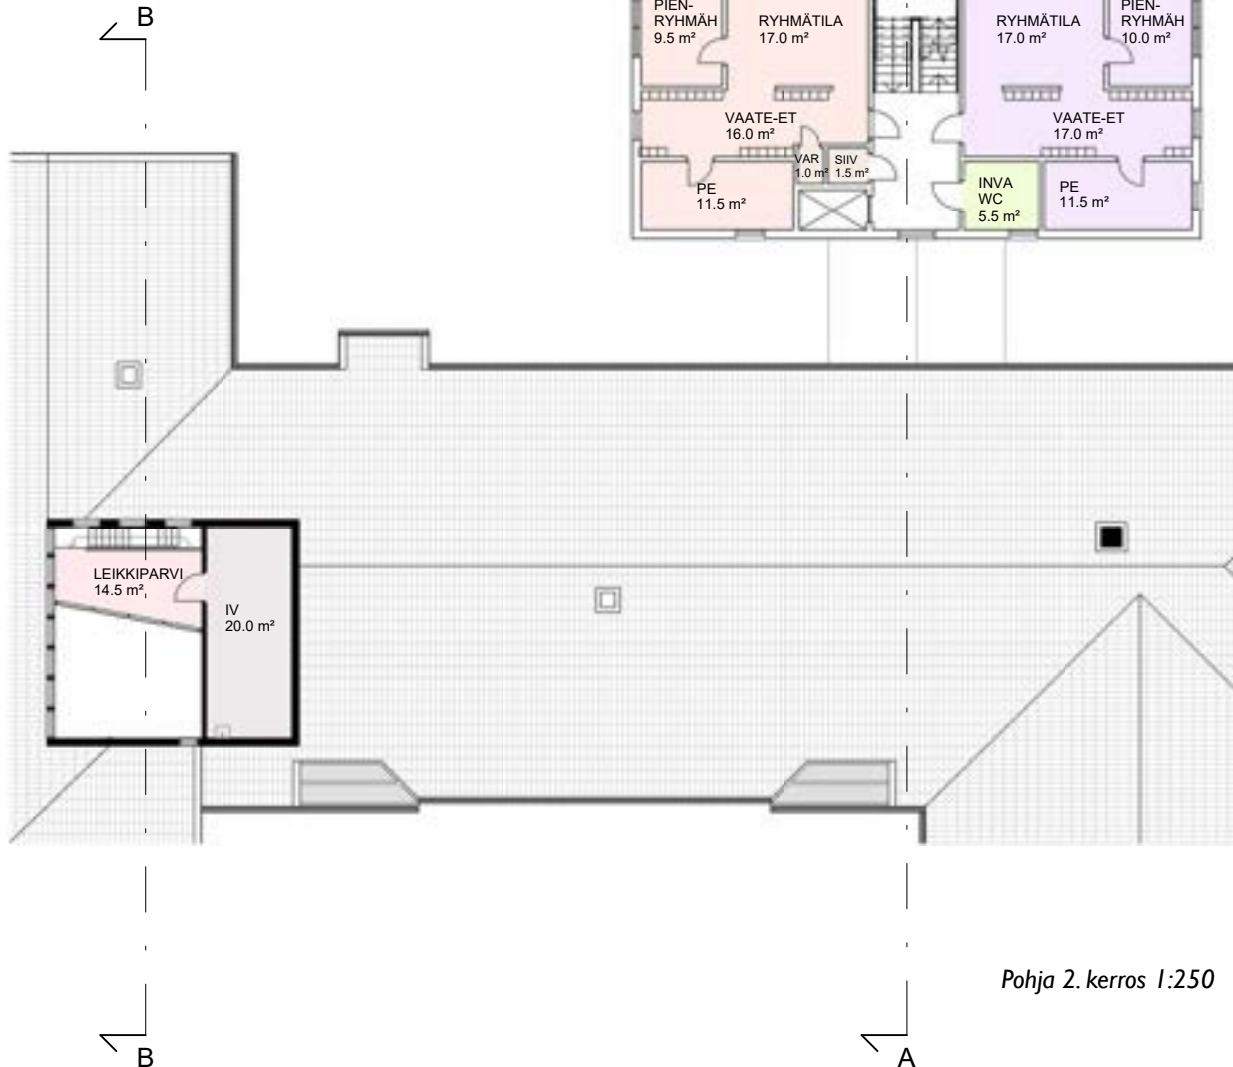 B
PIEN-
RYHMÄH
9.5 m²
RYHMÄTILA
17.0 m²
RYHMÄTILA
17.0 m²
PIEN-
RYHMÄH
10.0 m²
VAATE-ET
16.0 m²
VAATE-ET
17.0 m²
VAR
1.0 m²
SIIV
1.5 m²
PE
11.5 m²
INVA
WC
5.5 m²
PE
11.5 m²
LEIKKIPARVI
14.5 m²
IV
20.0 m²
Pohja 2. kerros 1:250
B
A